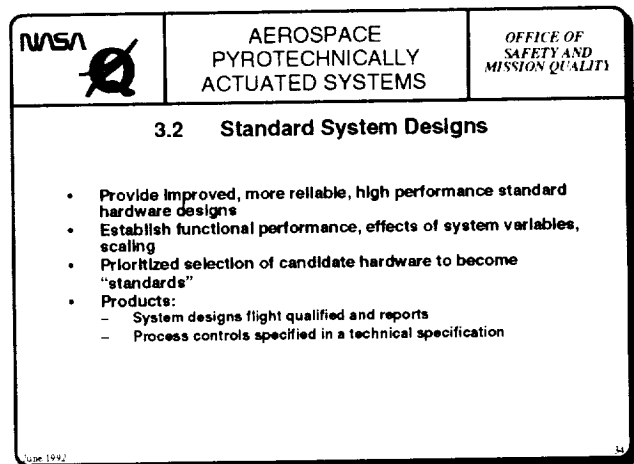 NASA
Q
AEROSPACE
PYROTECHNICALLY
ACTUATED SYSTEMS
OFFICE OF
SAFETY AND
MISSION QUALITY
3.2 Standard System Designs
• Provide improved, more reliable, high performance standard
hardware designs
• Establish functional performance, effects of system variables,
scaling
• Prioritized selection of candidate hardware to become
"standards"
• Products:
– System designs flight qualified and reports
– Process controls specified in a technical specification
June 1992
34